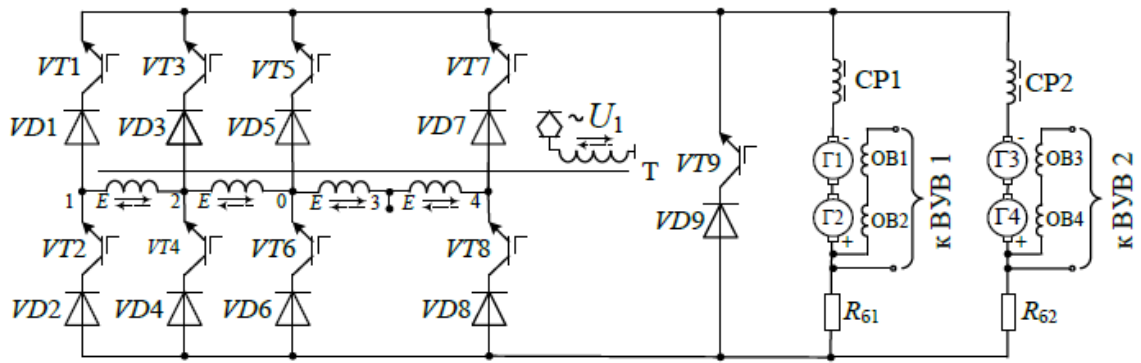 VT1
VT3
VT5
VT7
CP1
CP2
VD1
VD3
VD5
VD7
~ U1
T
-
-
Г1
ОВ1
Г3
ОВ3
VT9
1
E
2
E
0
E
3
E
4
Г2
ОВ2
Г4
ОВ4
VD9
+
+
к ВУВ 1
к ВУВ 2
VT2
VT4
VT6
VT8
VD2
VD4
VD6
VD8
Rб1
Rб2